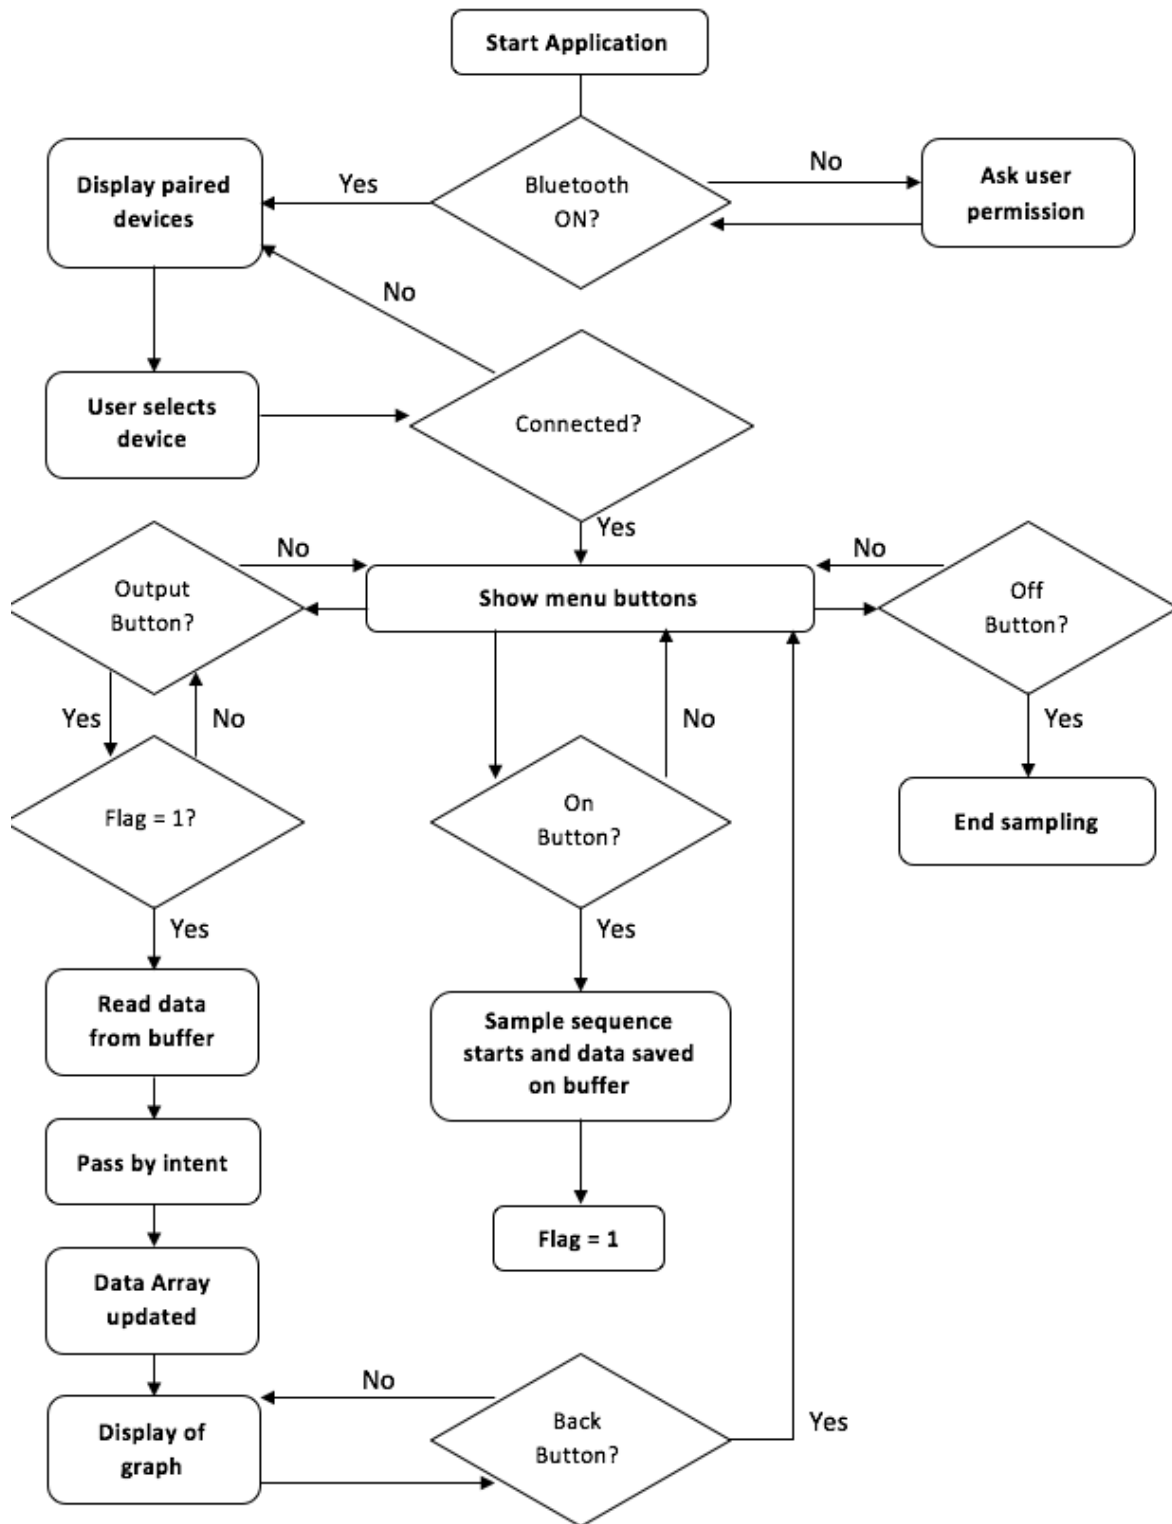 Start Application
Display paired
devices
Yes
Bluetooth
ON?
No
Ask user
permission
No
User selects
device
Connected?
Yes
Output
Button?
No
Show menu buttons
No
Off
Button?
Yes
No
No
Yes
Flag = 1?
On
Button?
End sampling
Yes
Yes
Read data
from buffer
Sample sequence
starts and data saved
on buffer
Pass by intent
Flag = 1
Data Array
updated
No
Display of
graph
Back
Button?
Yes